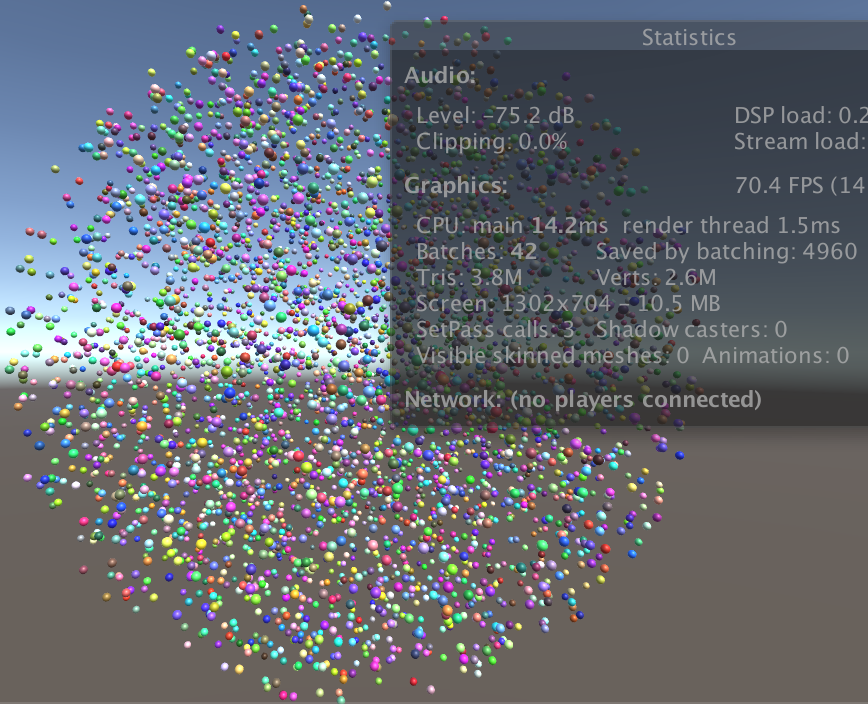 Statistics
Audio:
Level: -75.2 dB DSP load: 0.2
Clipping: 0.0% Stream load:
Graphics: 70.4 FPS (14
CPU: main 14.2ms render thread 1.5ms
Batches: 42 Saved by batching: 4960
Tris: 3.8M Verts: 2.6M
Screen: 1302x704 - 10.5 MB
SetPass calls: 3 Shadow casters: 0
Visible skinned meshes: 0 Animations: 0
Network: (no players connected)